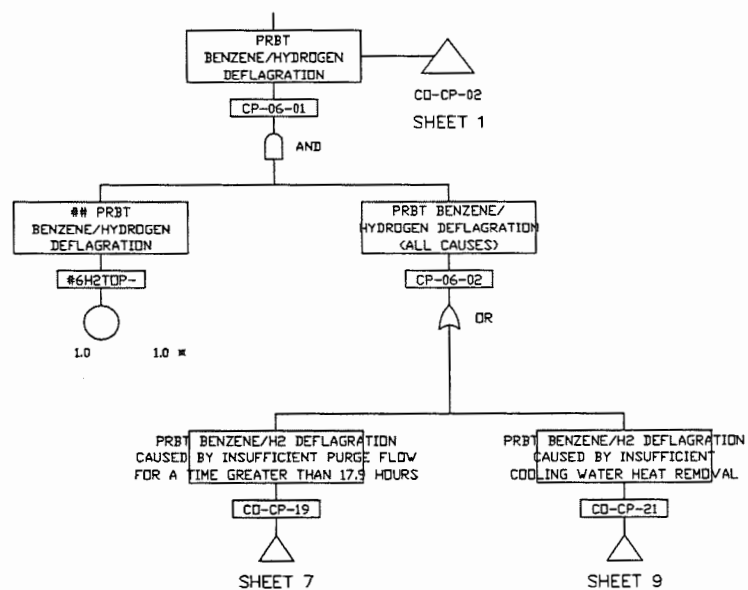 PRBT
BENZENE/HYDROGEN
DEFLAGRATION
CO-CP-02
SHEET 1
CP-06-01
AND
## PRBT
BENZENE/HYDROGEN
DEFLAGRATION
#6H2TOP-
1.0 1.0 *
PRBT BENZENE/
HYDROGEN DEFLAGRATION
(ALL CAUSES)
CP-06-02
OR
PRBT BENZENE/H2 DEFLAGRATION
CAUSED BY INSUFFICIENT PURGE FLOW
FOR A TIME GREATER THAN 17.9 HOURS
CO-CP-19
SHEET 7
PRBT BENZENE/H2 DEFLAGRATION
CAUSED BY INSUFFICIENT
COOLING WATER HEAT REMOVAL
CO-CP-21
SHEET 9